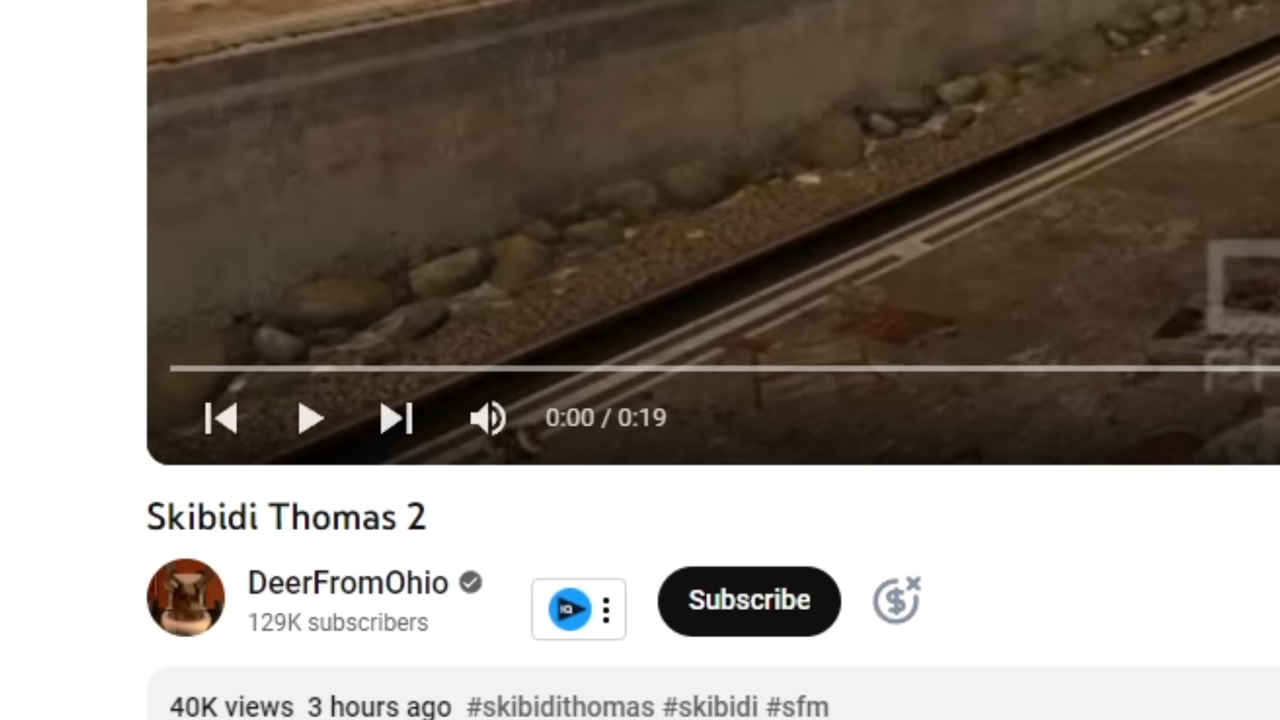 0:00 / 0:19
Skibidi Thomas 2
DeerFromOhio
129K subscribers
IQ
Subscribe
40K views 3 hours ago #skibidithomas #skibidi #sfm